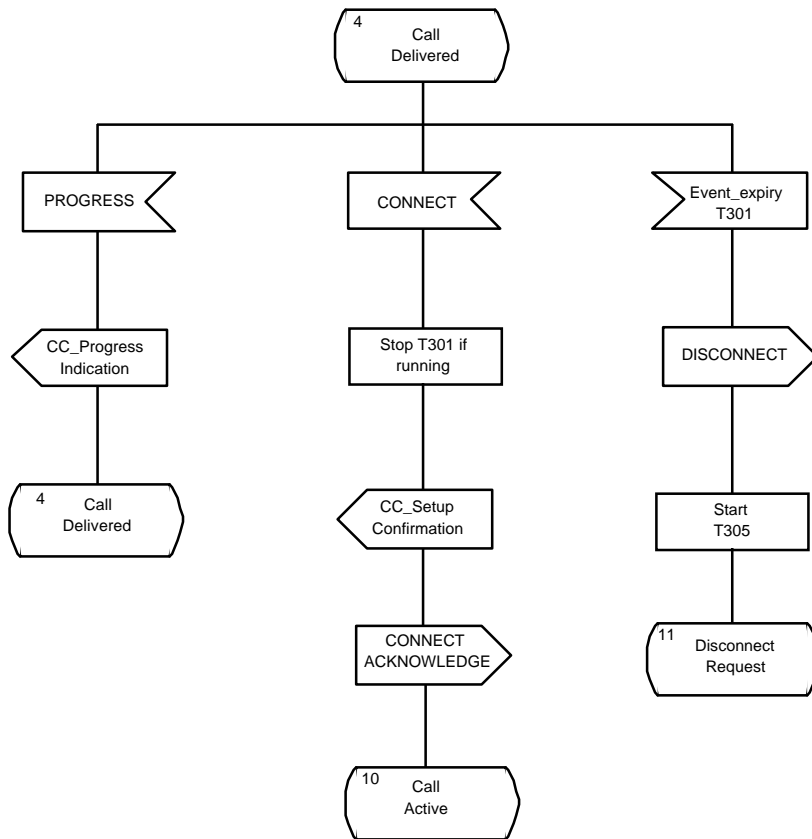 4
Call
Delivered
PROGRESS
CONNECT
Event_expiry
T301
CC_Progress
Indication
Stop T301 if
running
DISCONNECT
4
Call
Delivered
CC_Setup
Confirmation
Start
T305
CONNECT
ACKNOWLEDGE
11
Disconnect
Request
10
Call
Active